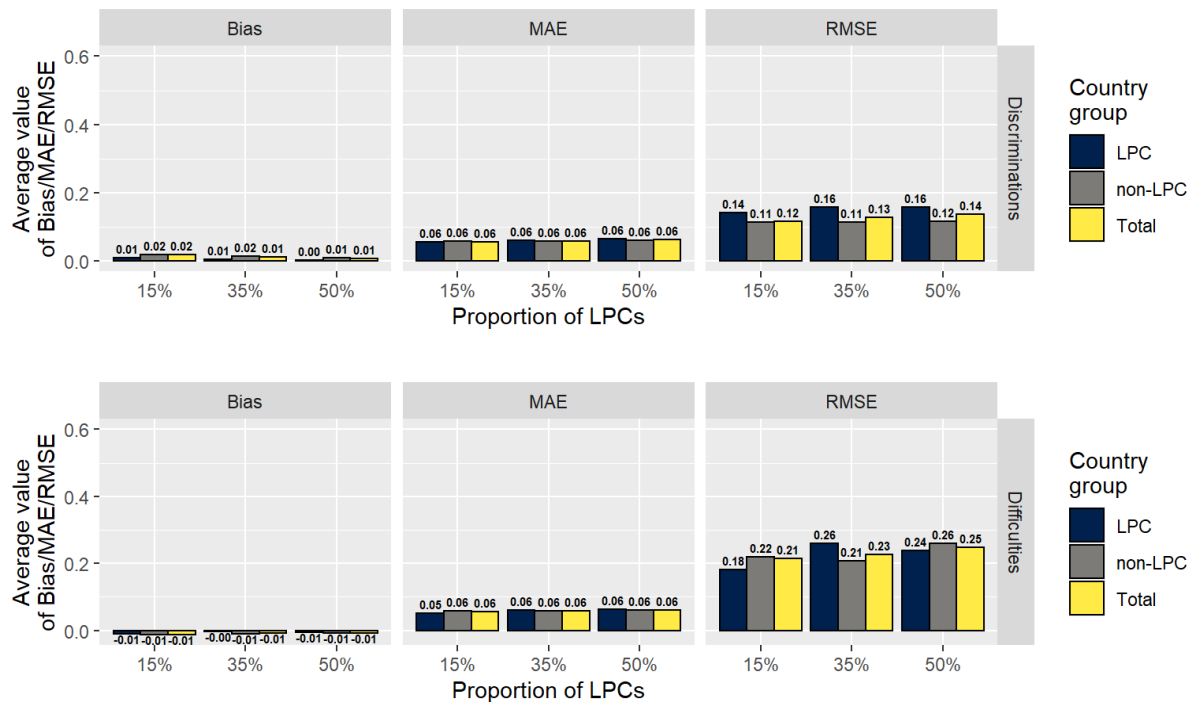 Bias MAE RMSE
Average value
of Bias/MAE/RMSE
0.6
0.4
0.2
0.0
0.01 0.02 0.02 0.01 0.02 0.01 0.00 0.01 0.01
0.06 0.06 0.06 0.06 0.06 0.06 0.06 0.06 0.06
0.14 0.11 0.12 0.16 0.11 0.13 0.16 0.12 0.14
Discriminations
15% 35% 50% 15% 35% 50% 15% 35% 50%
Proportion of LPCs
Country
group
LPC
non-LPC
Total
Bias MAE RMSE
Average value
of Bias/MAE/RMSE
0.6
0.4
0.2
0.0
-0.01 -0.01 -0.01 -0.00 -0.01 -0.01 -0.01 -0.01 -0.01
0.05 0.06 0.06 0.06 0.06 0.06 0.06 0.06 0.06
0.18 0.22 0.21 0.26 0.21 0.23 0.24 0.26 0.25
Difficulties
15% 35% 50% 15% 35% 50% 15% 35% 50%
Proportion of LPCs
Country
group
LPC
non-LPC
Total